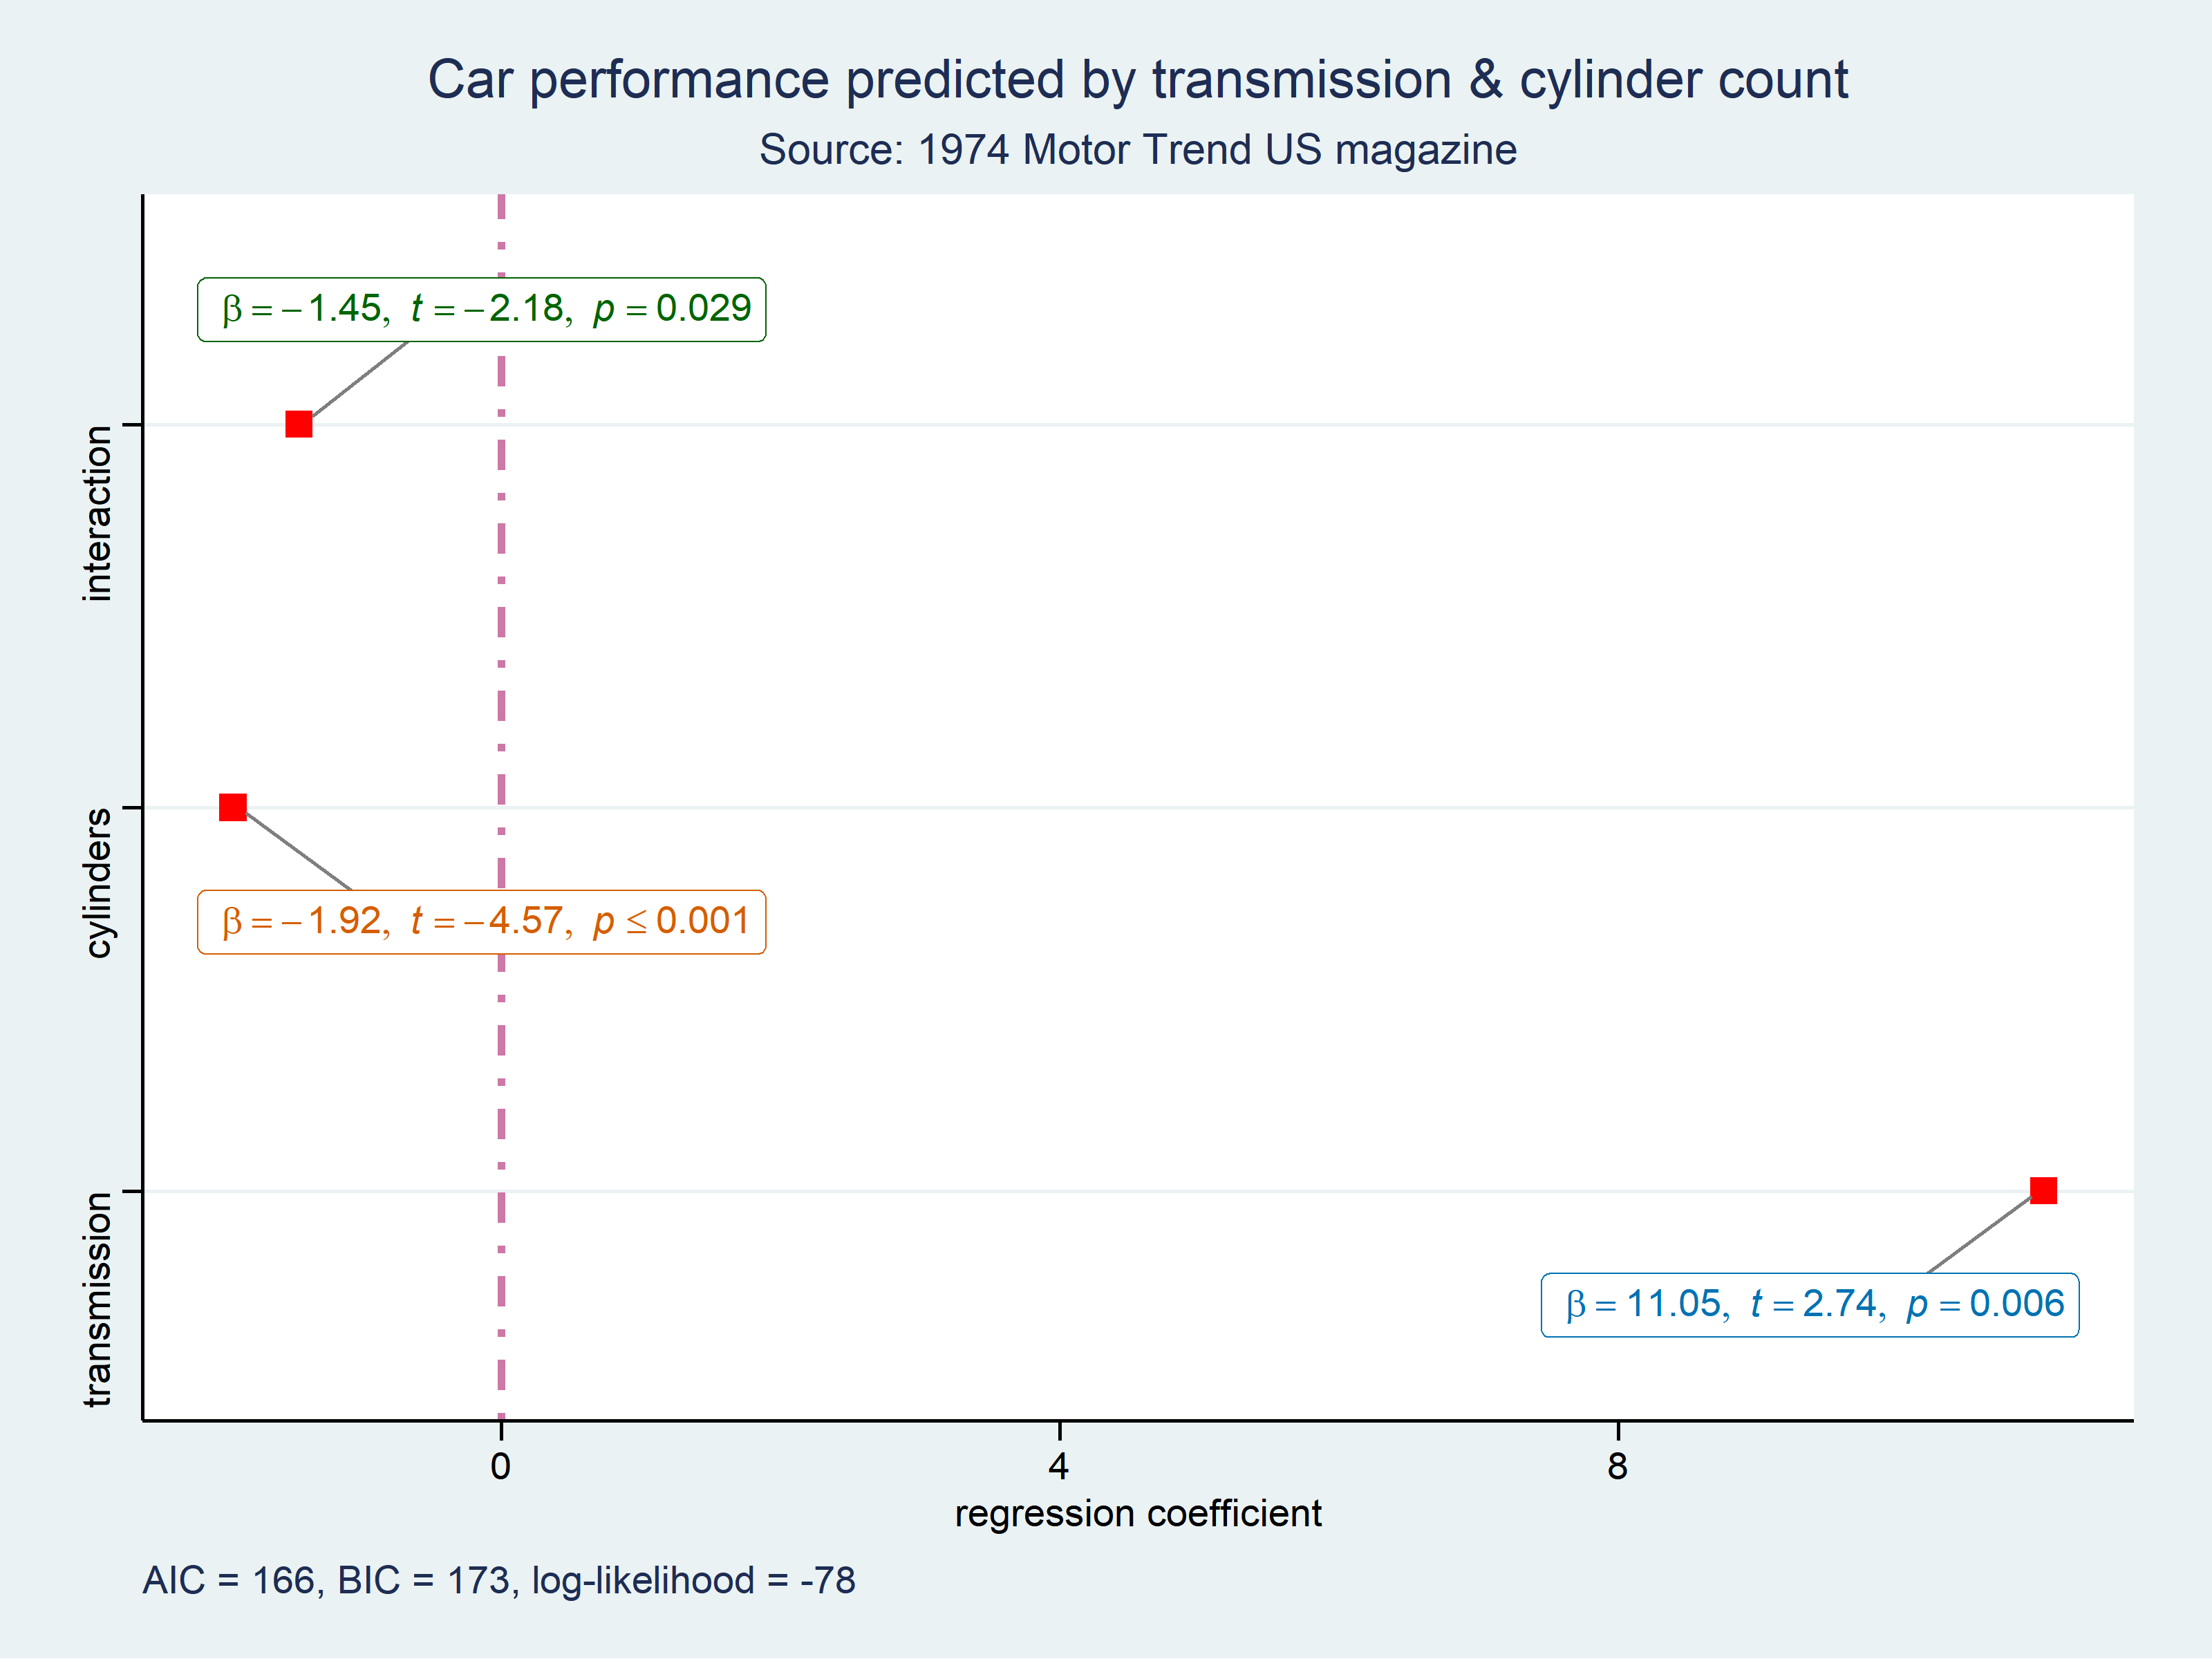 Car performance predicted by transmission & cylinder count
Source: 1974 Motor Trend US magazine
β = −1.45, t = −2.18, p = 0.029
interaction
cylinders
β = −1.92, t = −4.57, p ≤ 0.001
transmission
β = 11.05, t = 2.74, p = 0.006
0 4 8
regression coefficient
AIC = 166, BIC = 173, log-likelihood = -78